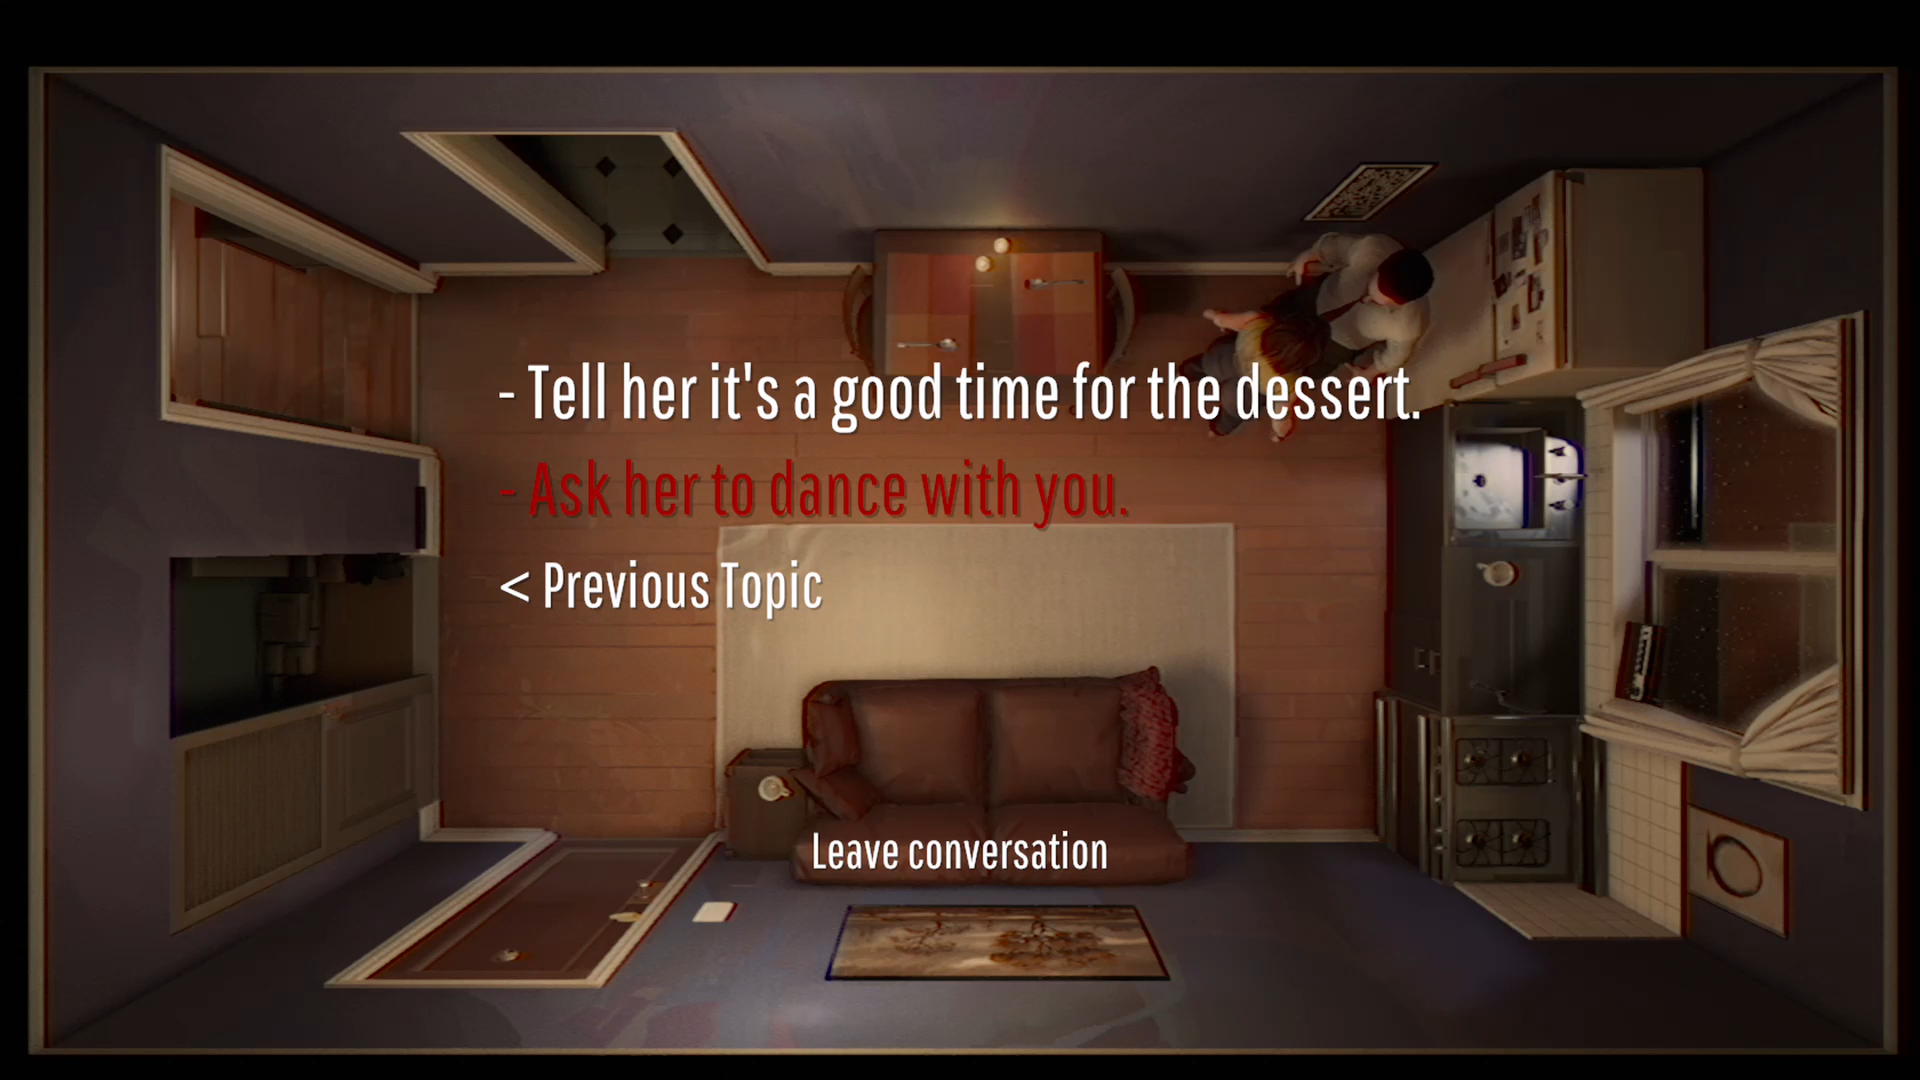 - Tell her it's a good time for the dessert.
- Ask her to dance with you.
< Previous Topic
Leave conversation